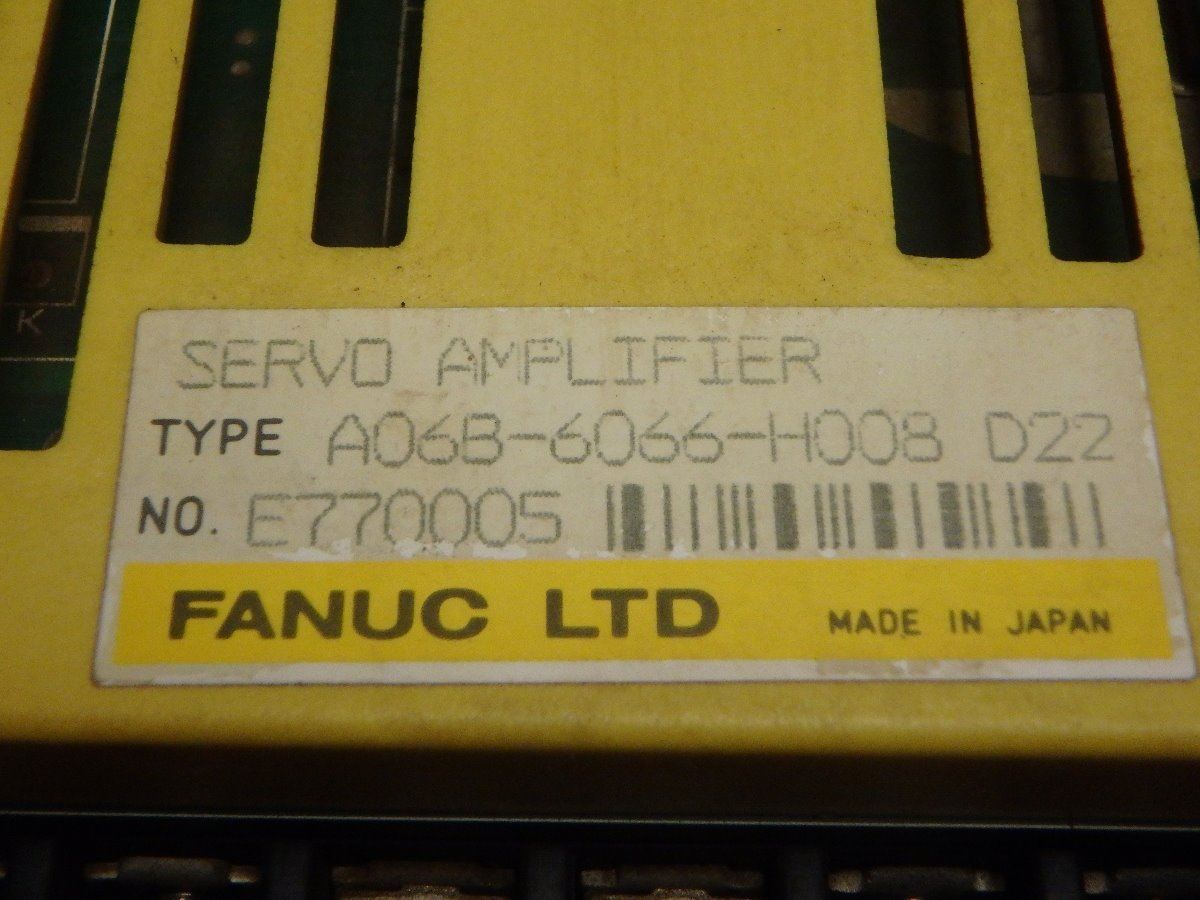 K
SERVO AMPLIFIER
TYPE A06B-6066-H008 D22
NO. E770005
FANUC LTD MADE IN JAPAN